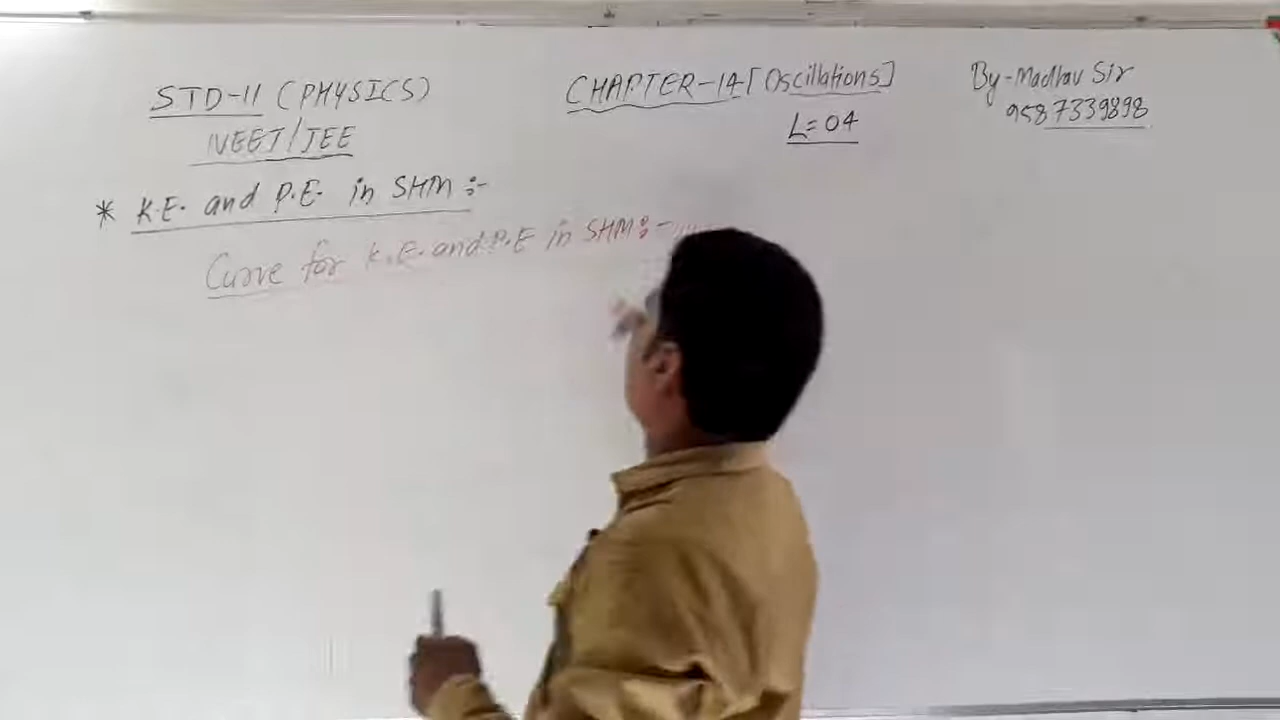 STD-11 (PHYSICS)
NEET/JEE
CHAPTER-14 [Oscillations]
L=04
By-Madhav Sir
9587339898
* K.E. and P.E. in SHM :-
Curve for K.E. and P.E in SHM :-